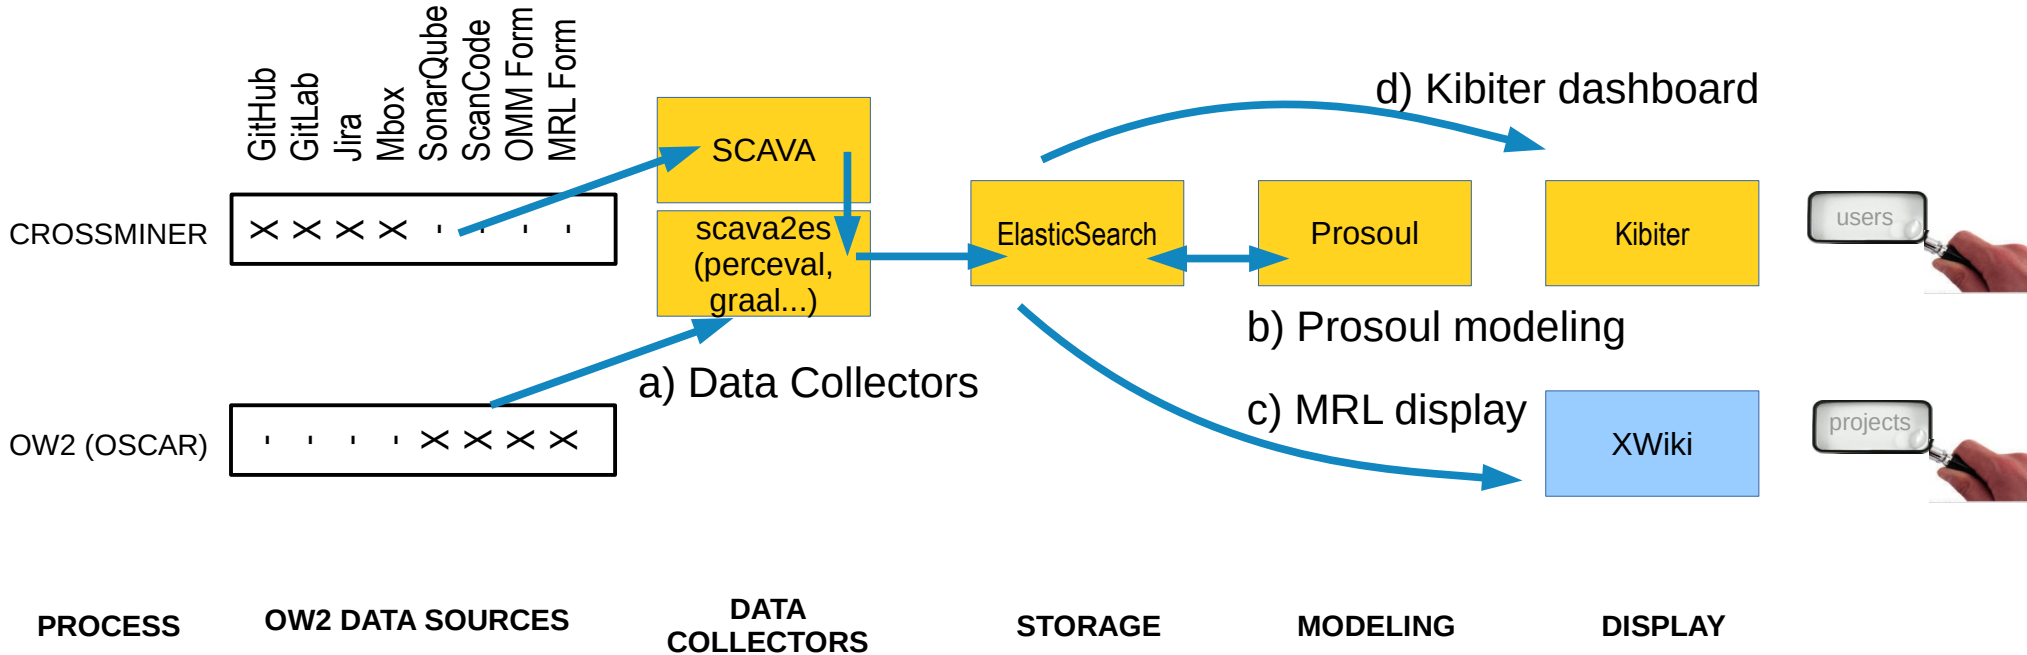 GitHub
GitLab
Jira
Mbox
SonarQube
ScanCode
OMM Form
MRL Form
d) Kibiter dashboard
SCAVA
CROSSMINER
X X X X - - - -
scava2es
(perceval,
graal...)
ElasticSearch
Prosoul
Kibiter
users
b) Prosoul modeling
a) Data Collectors
c) MRL display
OW2 (OSCAR)
- - - - X X X X
XWiki
projects
PROCESS
OW2 DATA SOURCES
DATA
COLLECTORS
STORAGE
MODELING
DISPLAY